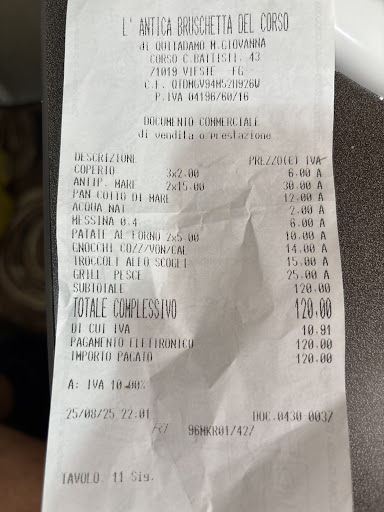 L' ANTICA BRUSCHETTA DEL CORSO
di QUITADAMO M.GIOVANNA
CORSO C.BATTISTI. 43
71019 VIESTE FG
C.F. QTDMGV94M52H926W
P.IVA 04196760716
DOCUMENTO COMMERCIALE
di vendita o prestazione
DESCRIZIONE PREZZO(E) IVA
COPERTO 3x2.00 6.00 A
ANTIP. MARE 2x15.00 30.00 A
PAN COTTO DI MARE 12.00 A
ACQUA NAT 2.00 A
MESSINA 0.4 6.00 A
PATATE AL FORNO 2x5.00 10.00 A
GNOCCHI COZZ/VON/CAL 14.00 A
TROCCOLI ALLO SCOGLI 15.00 A
GRILL PESCE 25.00 A
SUBTOTALE 120.00
TOTALE COMPLESSIVO 120.00
DI CUI IVA 10.91
PAGAMENTO ELETTRONICO 120.00
IMPORTO PAGATO 120.00
A: IVA 10.00%
25/08/25 22:01 DOC.0430-0037
RT 96MKR017427
TAVOLO. 11 Sig.